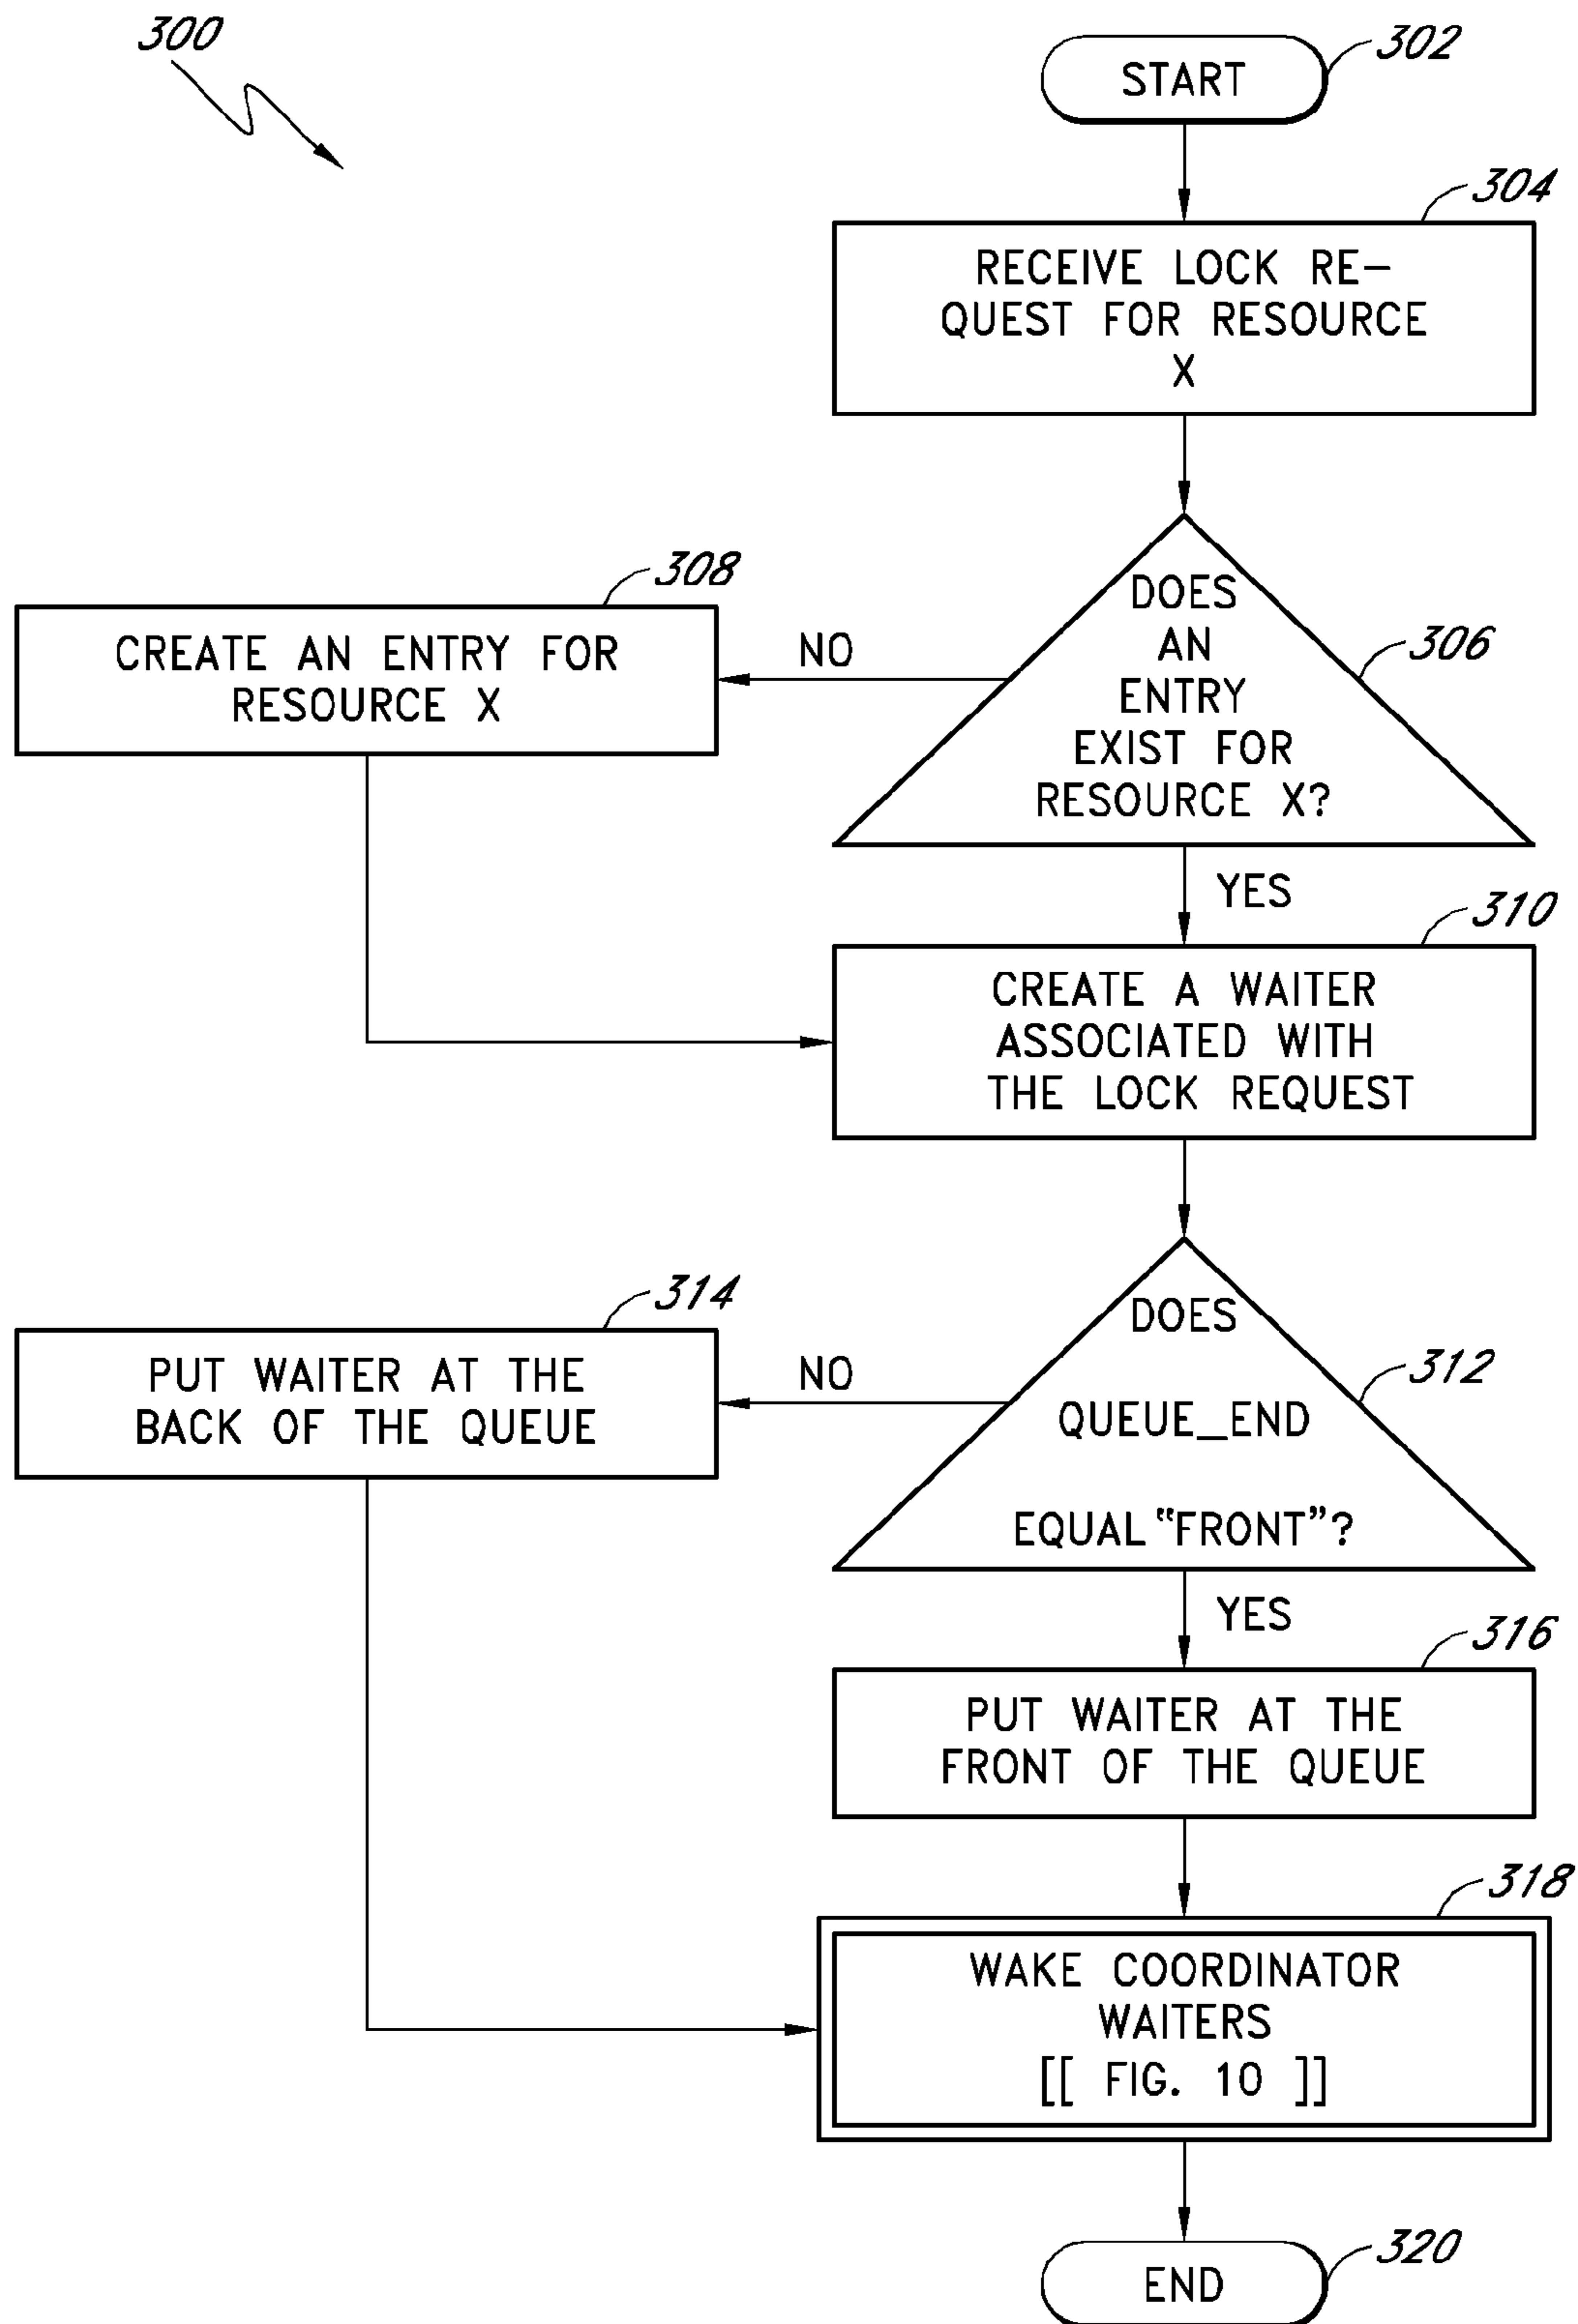 300
START
302
RECEIVE LOCK RE-
QUEST FOR RESOURCE
X
304
DOES
AN
ENTRY
EXIST FOR
RESOURCE X?
306
NO
CREATE AN ENTRY FOR
RESOURCE X
308
YES
CREATE A WAITER
ASSOCIATED WITH
THE LOCK REQUEST
310
DOES
QUEUE_END
EQUAL “FRONT”?
312
NO
PUT WAITER AT THE
BACK OF THE QUEUE
314
YES
PUT WAITER AT THE
FRONT OF THE QUEUE
316
WAKE COORDINATOR
WAITERS
[[ FIG. 10 ]]
318
END
320